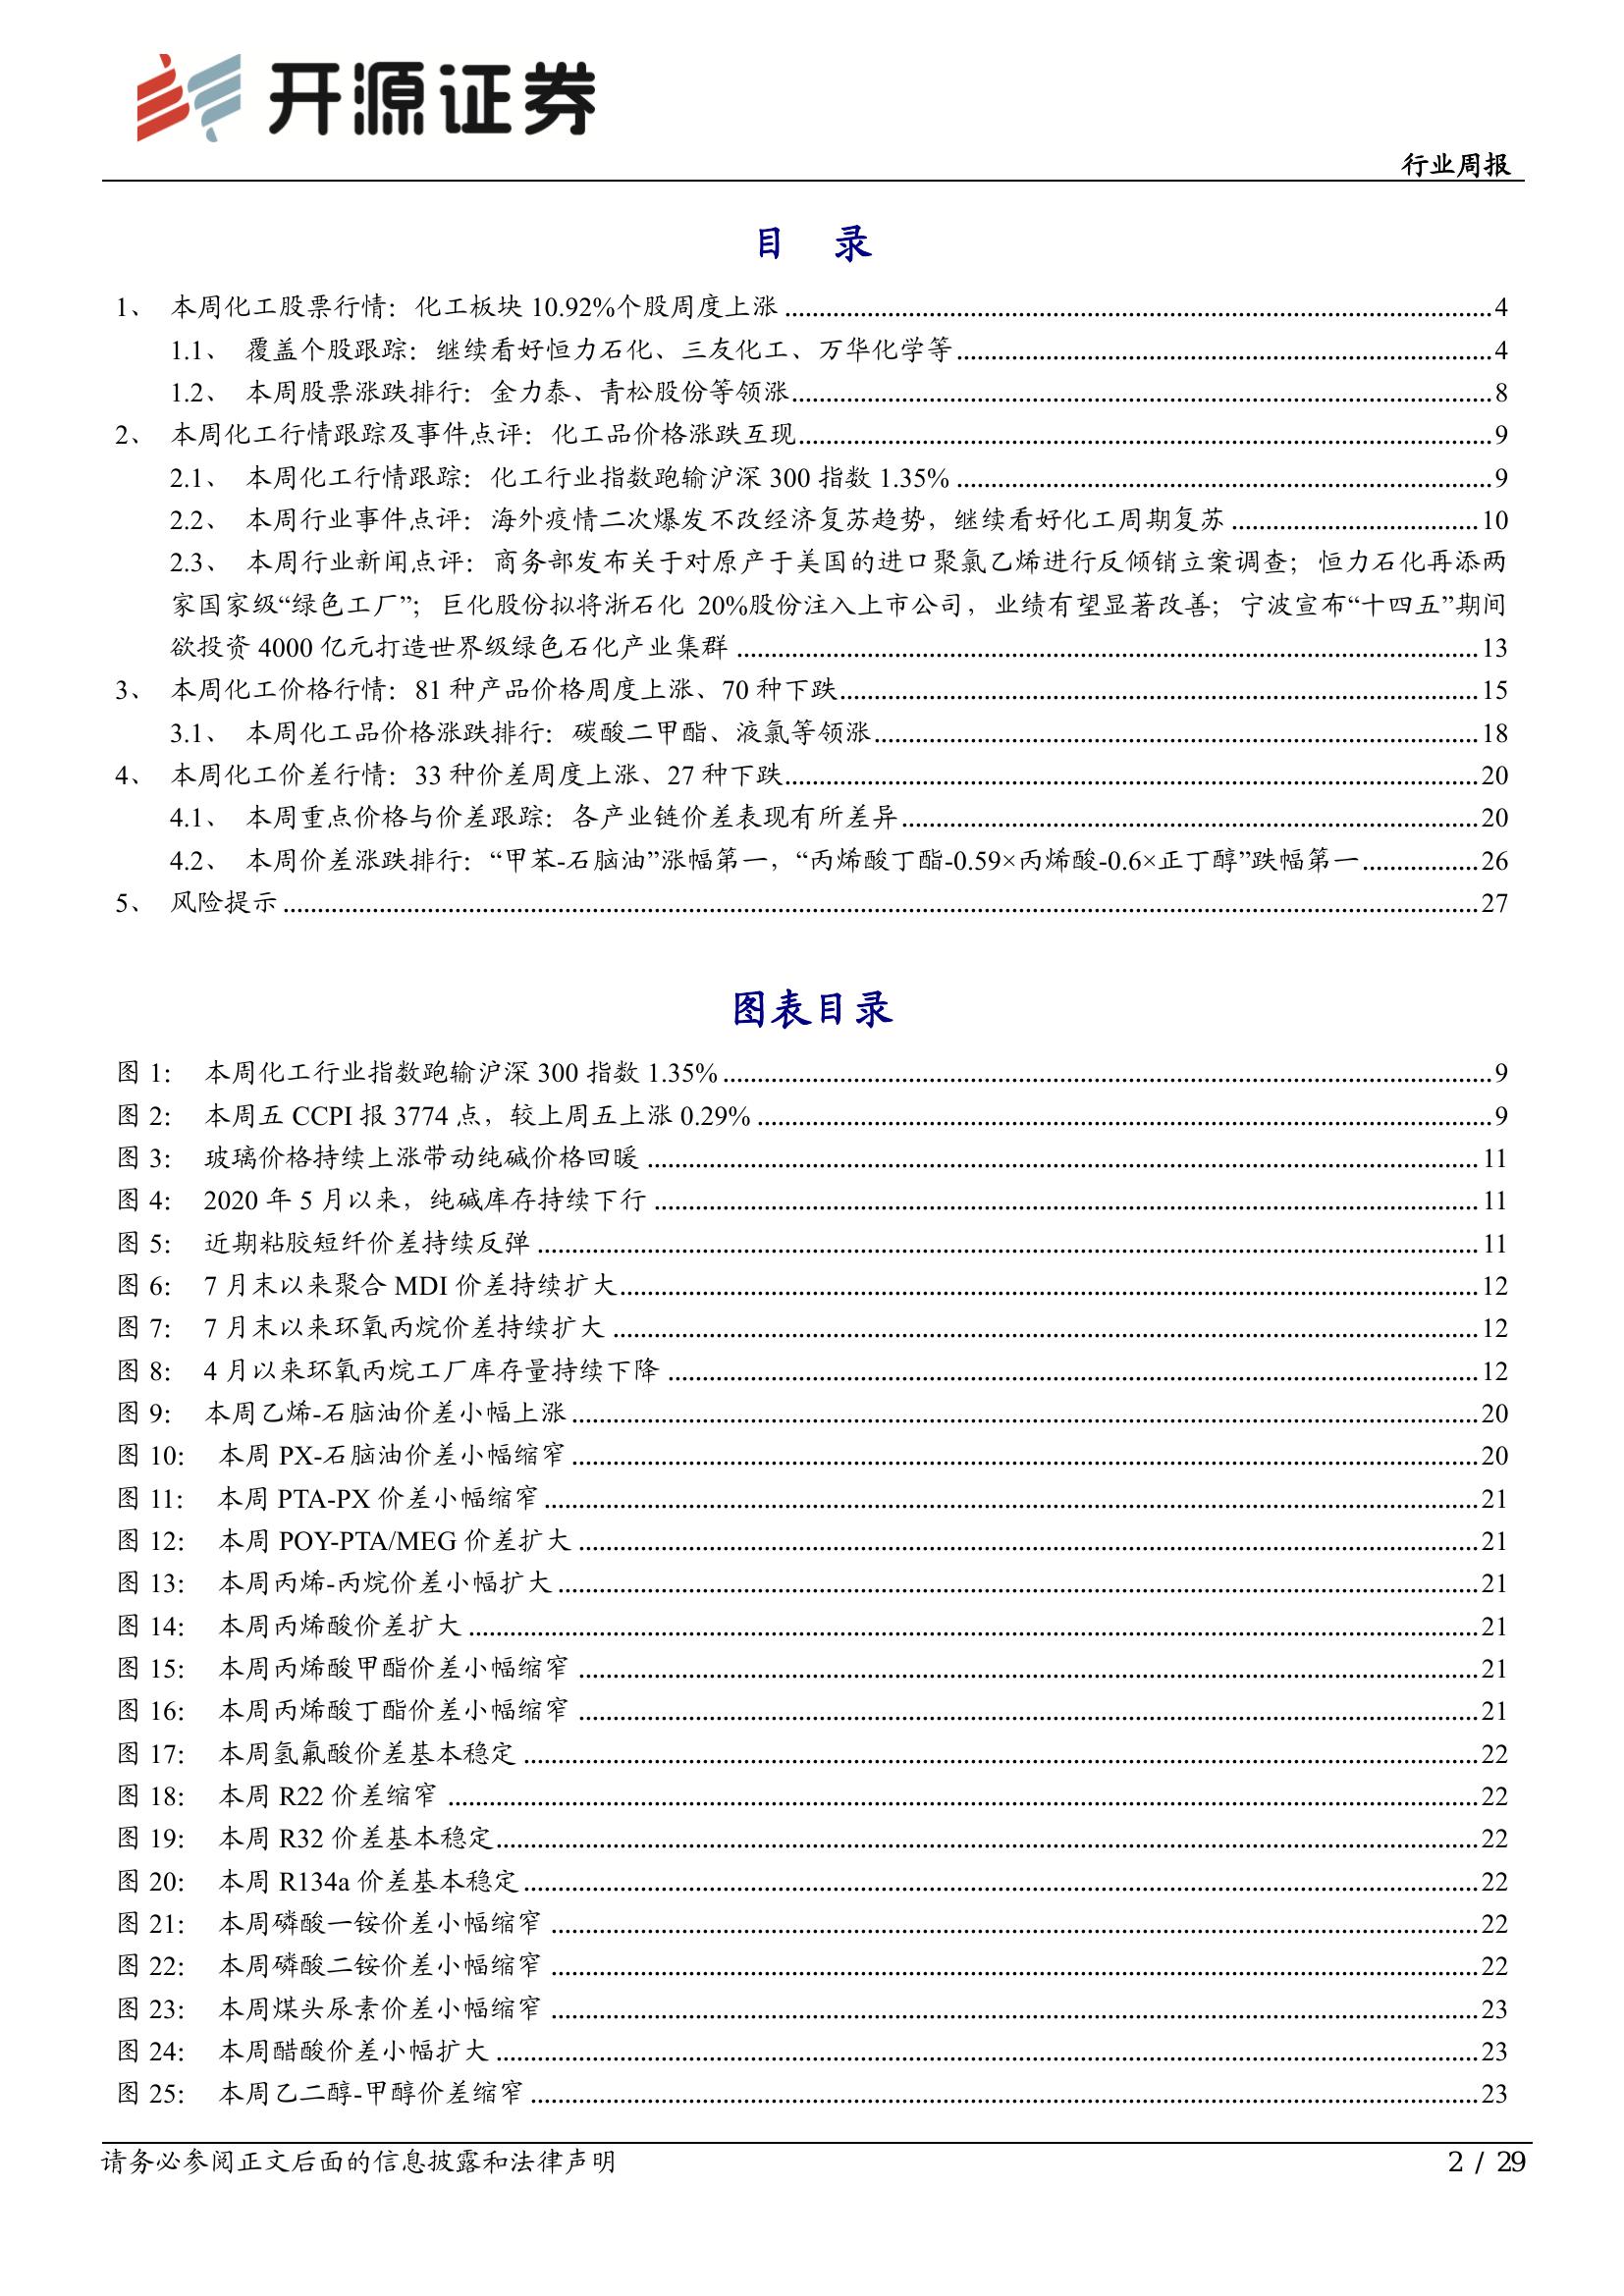 开源证券
行业周报
目 录
1、 本周化工股票行情：化工板块 10.92%个股周度上涨 ........ 4
1.1、 覆盖个股跟踪：继续看好恒力石化、三友化工、万华化学等 ........ 4
1.2、 本周股票涨跌排行：金力泰、青松股份等领涨 ........ 8
2、 本周化工行情跟踪及事件点评：化工品价格涨跌互现 ........ 9
2.1、 本周化工行情跟踪：化工行业指数跑输沪深 300 指数 1.35% ........ 9
2.2、 本周行业事件点评：海外疫情二次爆发不改经济复苏趋势，继续看好化工周期复苏 ........ 10
2.3、 本周行业新闻点评：商务部发布关于对原产于美国的进口聚氯乙烯进行反倾销立案调查；恒力石化再添两
家国家级“绿色工厂”；巨化股份拟将浙石化 20%股份注入上市公司，业绩有望显著改善；宁波宣布“十四五”期间
欲投资 4000 亿元打造世界级绿色石化产业集群 ........ 13
3、 本周化工价格行情：81 种产品价格周度上涨、70 种下跌 ........ 15
3.1、 本周化工品价格涨跌排行：碳酸二甲酯、液氯等领涨 ........ 18
4、 本周化工价差行情：33 种价差周度上涨、27 种下跌 ........ 20
4.1、 本周重点价格与价差跟踪：各产业链价差表现有所差异 ........ 20
4.2、 本周价差涨跌排行：“甲苯-石脑油”涨幅第一，“丙烯酸丁酯-0.59×丙烯酸-0.6×正丁醇”跌幅第一 ........ 26
5、 风险提示 ........ 27
图表目录
图 1： 本周化工行业指数跑输沪深 300 指数 1.35% ........ 9
图 2： 本周五 CCPI 报 3774 点，较上周五上涨 0.29% ........ 9
图 3： 玻璃价格持续上涨带动纯碱价格回暖 ........ 11
图 4： 2020 年 5 月以来，纯碱库存持续下行 ........ 11
图 5： 近期粘胶短纤价差持续反弹 ........ 11
图 6： 7 月末以来聚合 MDI 价差持续扩大 ........ 12
图 7： 7 月末以来环氧丙烷价差持续扩大 ........ 12
图 8： 4 月以来环氧丙烷工厂库存量持续下降 ........ 12
图 9： 本周乙烯-石脑油价差小幅上涨 ........ 20
图 10： 本周 PX-石脑油价差小幅缩窄 ........ 20
图 11： 本周 PTA-PX 价差小幅缩窄 ........ 21
图 12： 本周 POY-PTA/MEG 价差扩大 ........ 21
图 13： 本周丙烯-丙烷价差小幅扩大 ........ 21
图 14： 本周丙烯酸价差扩大 ........ 21
图 15： 本周丙烯酸甲酯价差小幅缩窄 ........ 21
图 16： 本周丙烯酸丁酯价差小幅缩窄 ........ 21
图 17： 本周氢氟酸价差基本稳定 ........ 22
图 18： 本周 R22 价差缩窄 ........ 22
图 19： 本周 R32 价差基本稳定 ........ 22
图 20： 本周 R134a 价差基本稳定 ........ 22
图 21： 本周磷酸一铵价差小幅缩窄 ........ 22
图 22： 本周磷酸二铵价差小幅缩窄 ........ 22
图 23： 本周煤头尿素价差小幅缩窄 ........ 23
图 24： 本周醋酸价差小幅扩大 ........ 23
图 25： 本周乙二醇-甲醇价差缩窄 ........ 23
请务必参阅正文后面的信息披露和法律声明
2 / 29